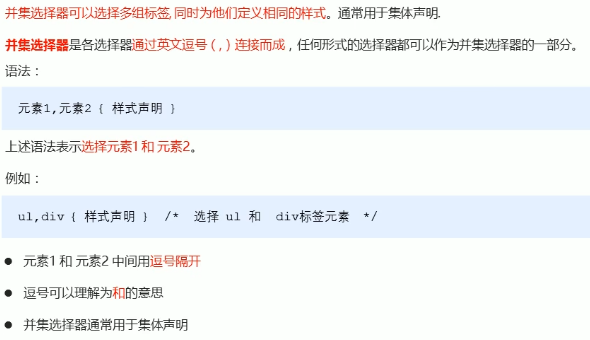 并集选择器可以选择多组标签, 同时为他们定义相同的样式。通常用于集体声明.
并集选择器是各选择器通过英文逗号（,）连接而成，任何形式的选择器都可以作为并集选择器的一部分。
语法：
元素1,元素2 { 样式声明 }
上述语法表示选择元素1 和 元素2。
例如：
ul,div { 样式声明 } /* 选择 ul 和 div标签元素 */
● 元素1 和 元素2 中间用逗号隔开
● 逗号可以理解为和的意思
● 并集选择器通常用于集体声明